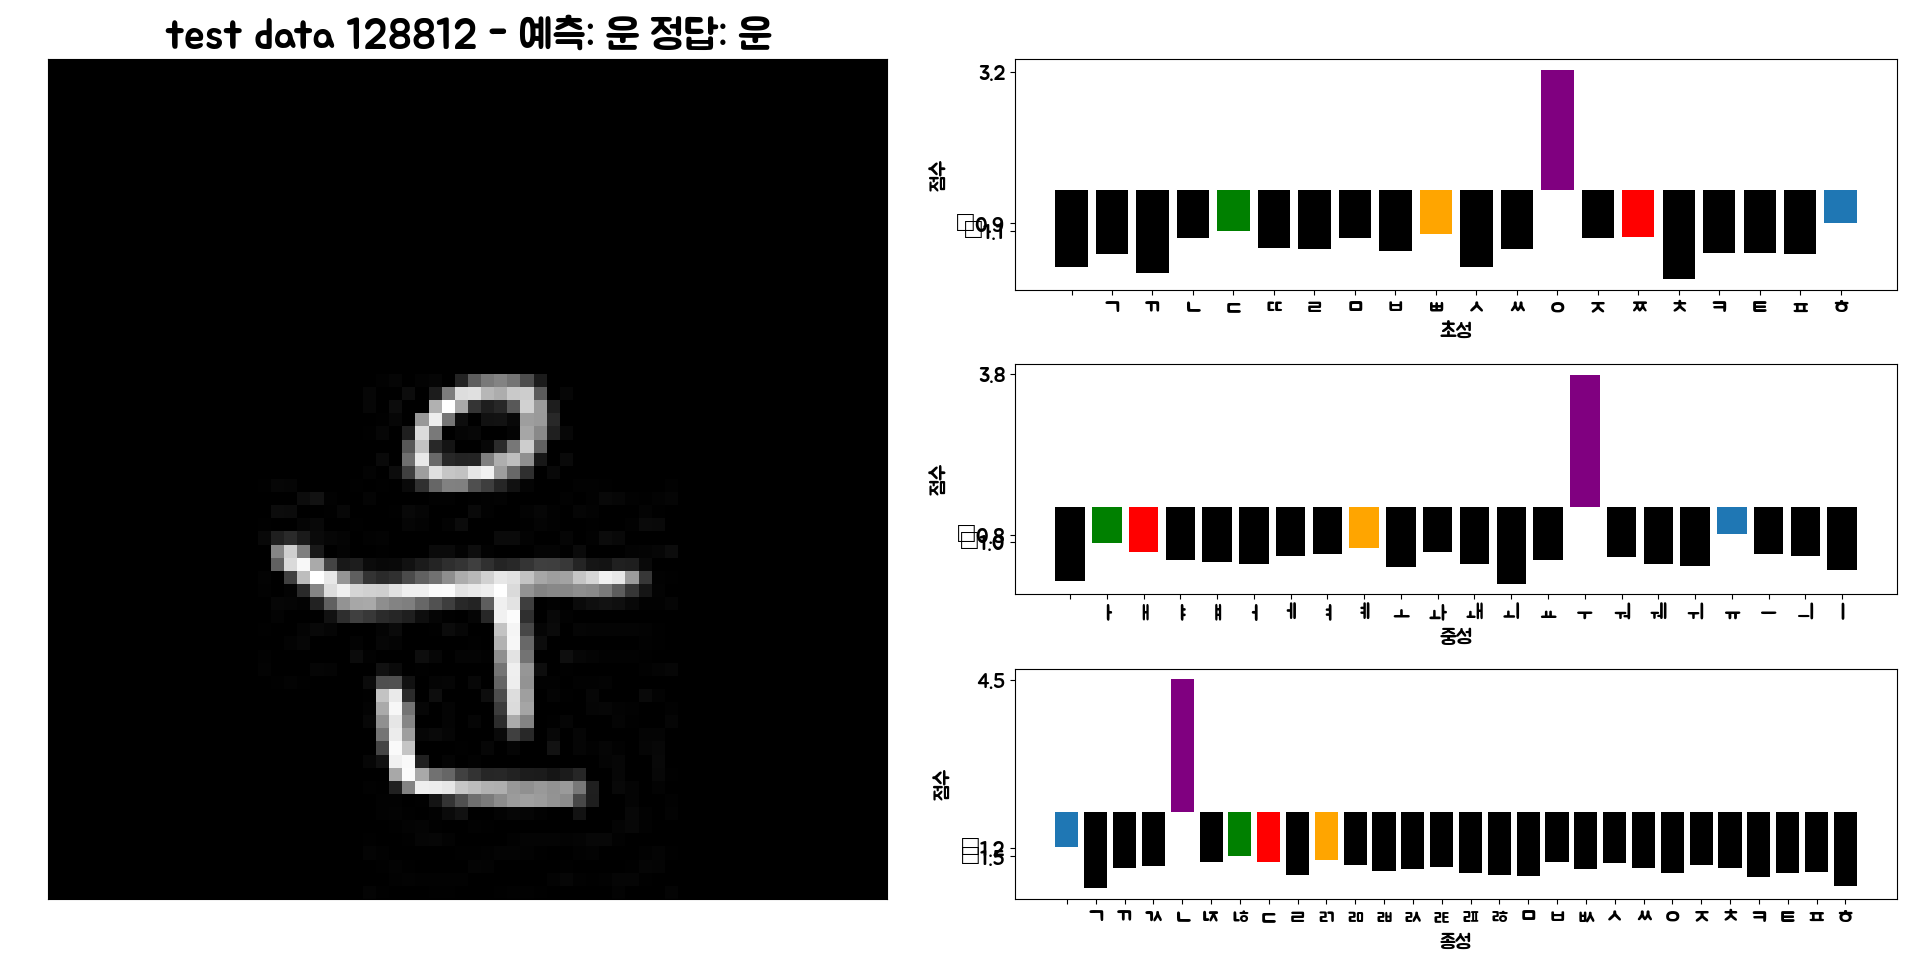 test data 128812 - 예측: 운 정답: 운
운
3.2
점수
□0.9
□1.1
ㄱ ㄲ ㄴ ㄷ ㄸ ㄹ ㅁ ㅂ ㅃ ㅅ ㅆ ㅇ ㅈ ㅉ ㅊ ㅋ ㅌ ㅍ ㅎ
초성
3.8
점수
□0.8
□1.0
ㅏ ㅐ ㅑ ㅒ ㅓ ㅔ ㅕ ㅖ ㅗ ㅘ ㅙ ㅚ ㅛ ㅜ ㅝ ㅞ ㅟ ㅠ ㅡ ㅢ ㅣ
중성
4.5
점수
□1.2
□1.5
ㄱ ㄲ ㄳ ㄴ ㄵ ㄶ ㄷ ㄹ ㄺ ㄻ ㄼ ㄽ ㄾ ㄿ ㅀ ㅁ ㅂ ㅄ ㅅ ㅆ ㅇ ㅈ ㅊ ㅋ ㅌ ㅍ ㅎ
종성